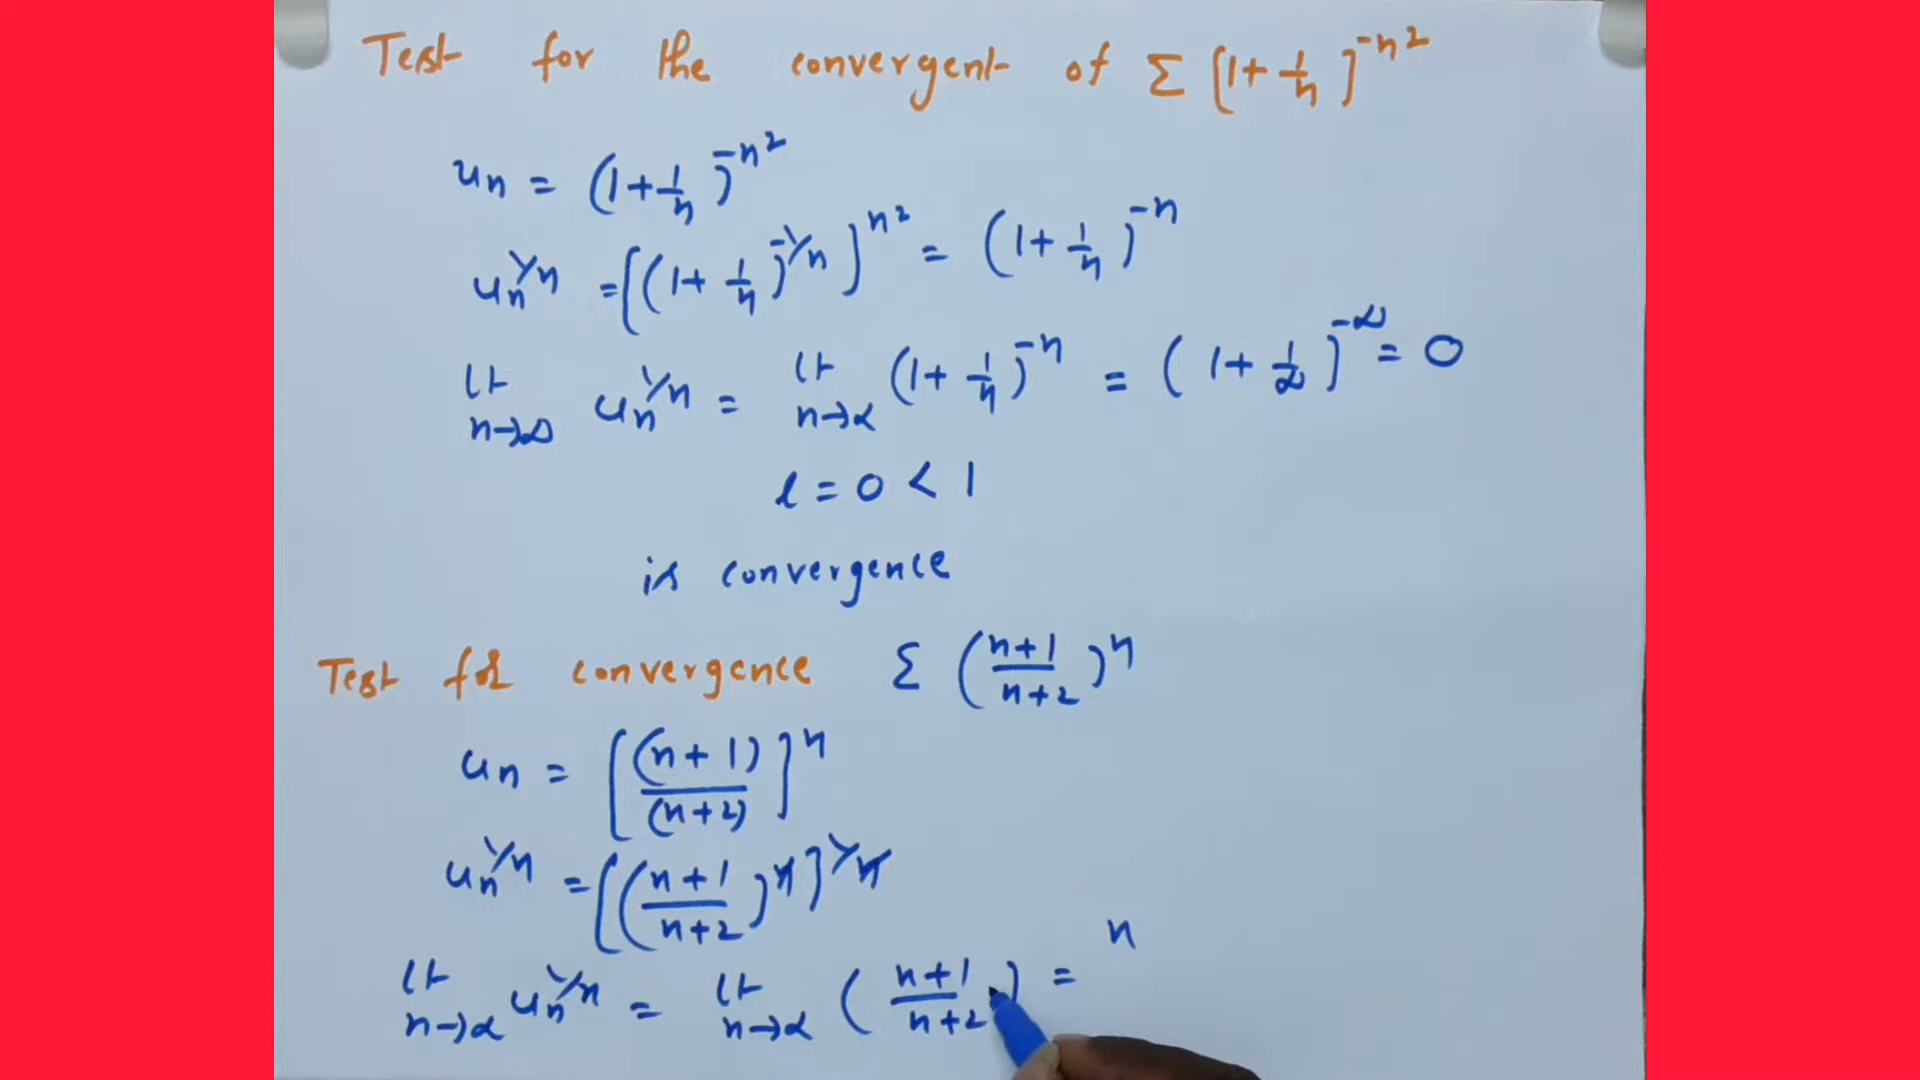 Test for the convergent of Σ [1+1/n]^-n²
un = (1+1/n)^-n²
un^1/n = [(1+1/n)^-1/n]^n² = (1+1/n)^-n
lt n→∞ un^1/n = lt n→∝ (1+1/n)^-n = (1+1/∞)^-∞ = 0
l = 0 < 1
is convergence
Test for convergence Σ (n+1/n+2)^n
un = [(n+1)/(n+2)]^n
un^1/n = [(n+1/n+2)^n]^1/n
lt n→∝ un^1/n = lt n→∝ (n+1/n+2) = n